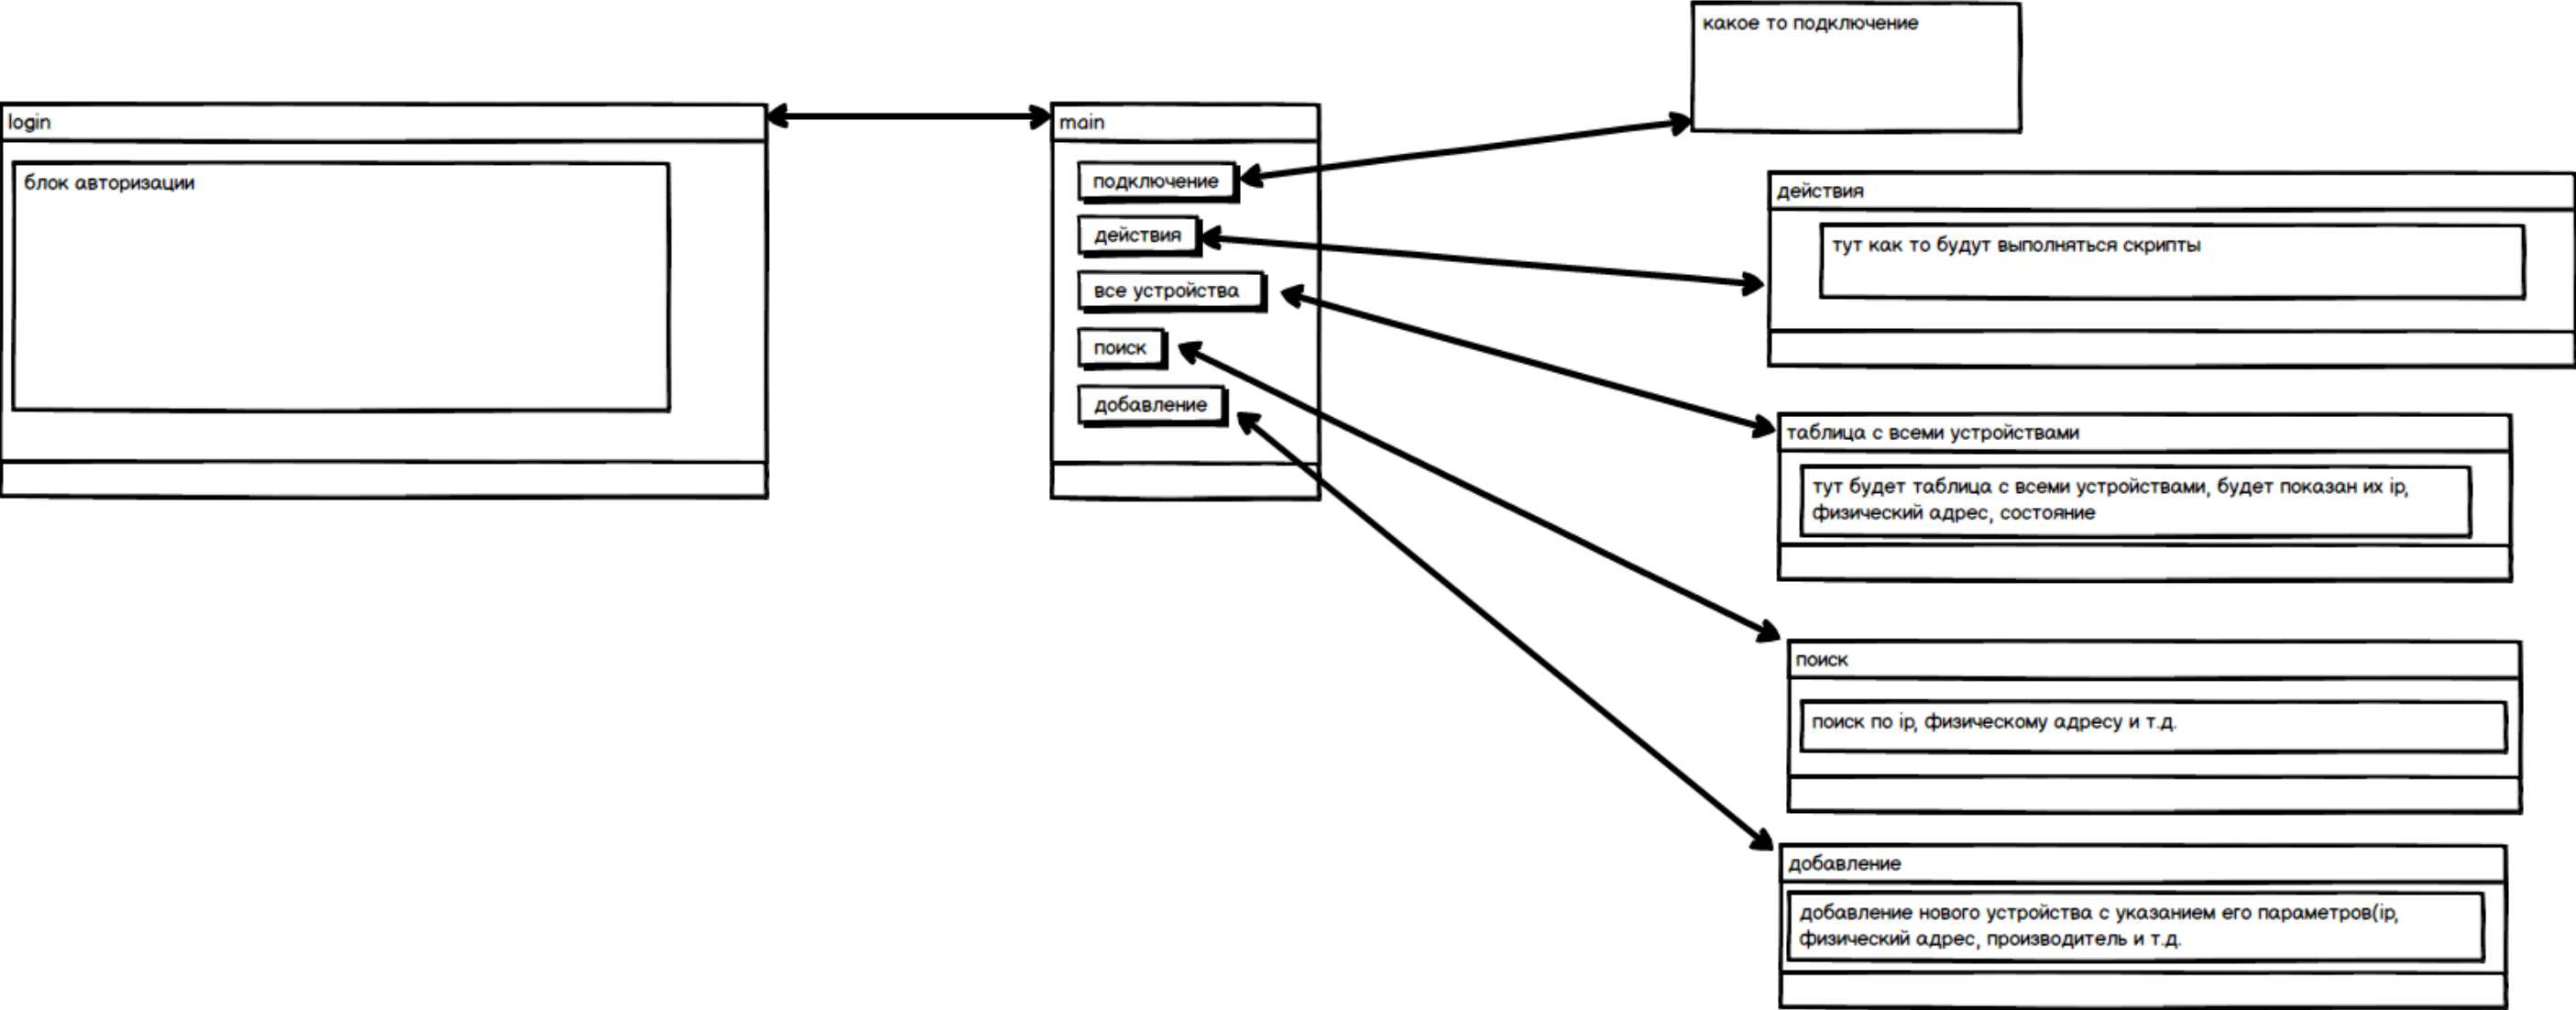 какое то подключение
login
main
блок авторизации
подключение
действия
все устройства
поиск
добавление
действия
тут как то будут выполняться скрипты
таблица с всеми устройствами
тут будет таблица с всеми устройствами, будет показан их ip,
физический адрес, состояние
поиск
поиск по ip, физическому адресу и т.д.
добавление
добавление нового устройства с указанием его параметров(ip,
физический адрес, производитель и т.д.